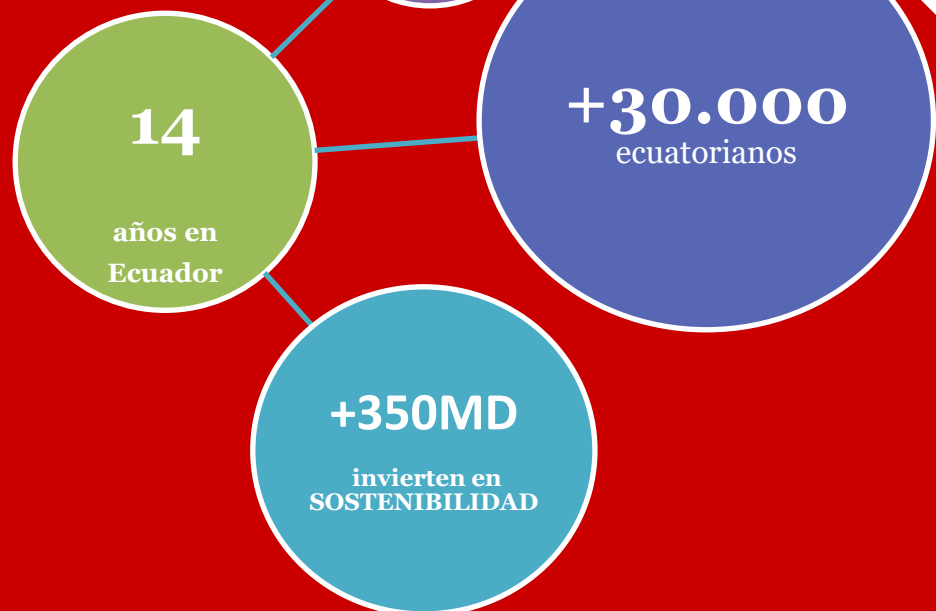 14
años en
Ecuador
+30.000
ecuatorianos
+350MD
invierten en
SOSTENIBILIDAD